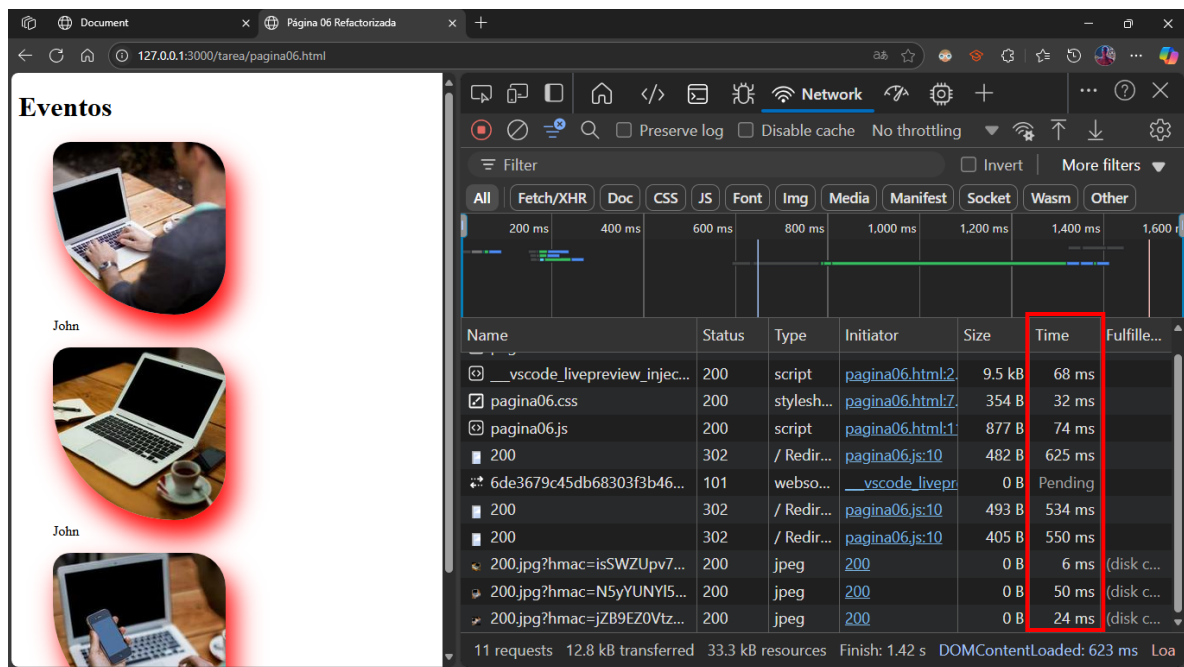 Document
Página 06 Refactorizada
127.0.0.1:3000/tarea/pagina06.html
Eventos
John
John
Network
Preserve log Disable cache No throttling
Filter Invert More filters
All Fetch/XHR Doc CSS JS Font Img Media Manifest Socket Wasm Other
200 ms 400 ms 600 ms 800 ms 1,000 ms 1,200 ms 1,400 ms 1,600
Name Status Type Initiator Size Time Fulfille...
__vscode_livepreview_injec... 200 script pagina06.html:2 9.5 kB 68 ms
pagina06.css 200 stylesh... pagina06.html:7 354 B 32 ms
pagina06.js 200 script pagina06.html:1 877 B 74 ms
200 302 / Redir... pagina06.js:10 482 B 625 ms
6de3679c45db68303f3b46... 101 webso... __vscode_livepr 0 B Pending
200 302 / Redir... pagina06.js:10 493 B 534 ms
200 302 / Redir... pagina06.js:10 405 B 550 ms
200.jpg?hmac=isSWZUpv7... 200 jpeg 200 0 B 6 ms (disk c...
200.jpg?hmac=N5yYUNYl5... 200 jpeg 200 0 B 50 ms (disk c...
200.jpg?hmac=jZB9EZ0Vtz... 200 jpeg 200 0 B 24 ms (disk c...
11 requests 12.8 kB transferred 33.3 kB resources Finish: 1.42 s DOMContentLoaded: 623 ms Loa